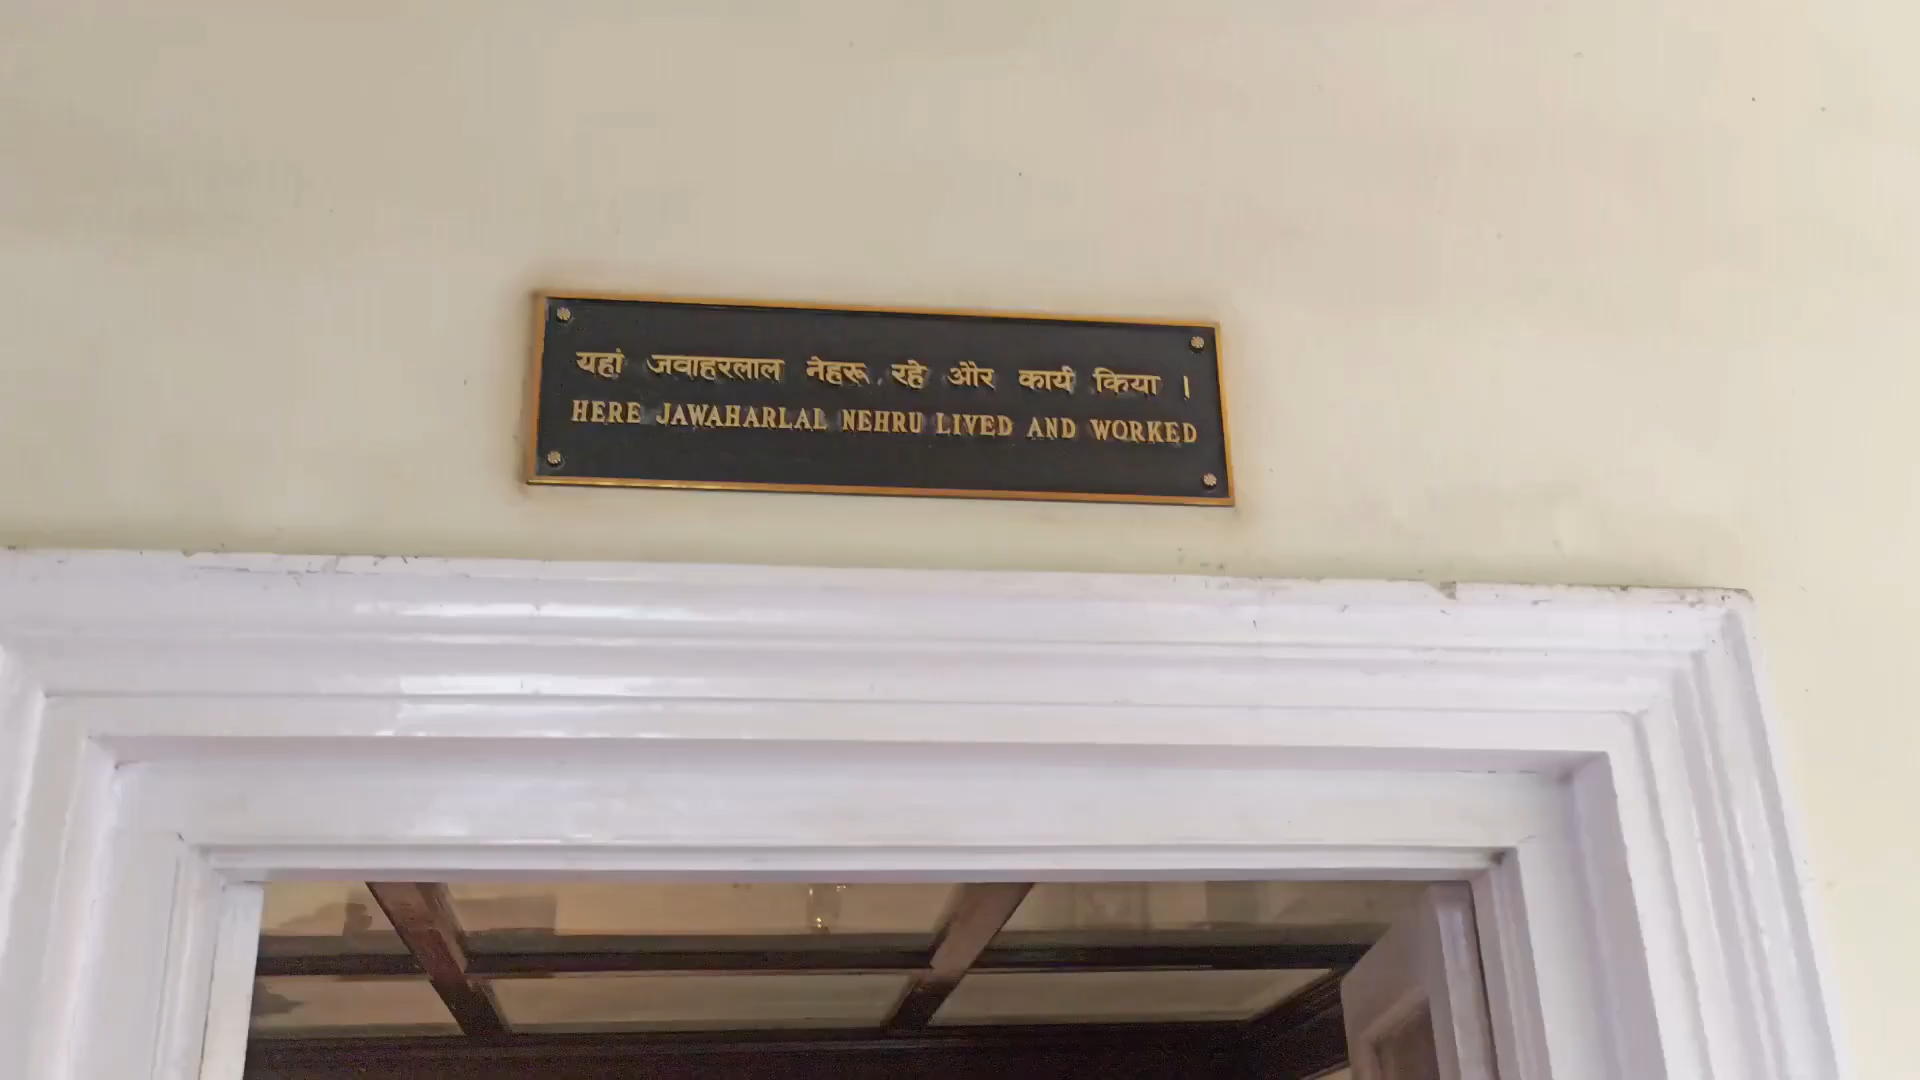 यहां जवाहरलाल नेहरू रहे और कार्य किया ।
HERE JAWAHARLAL NEHRU LIVED AND WORKED